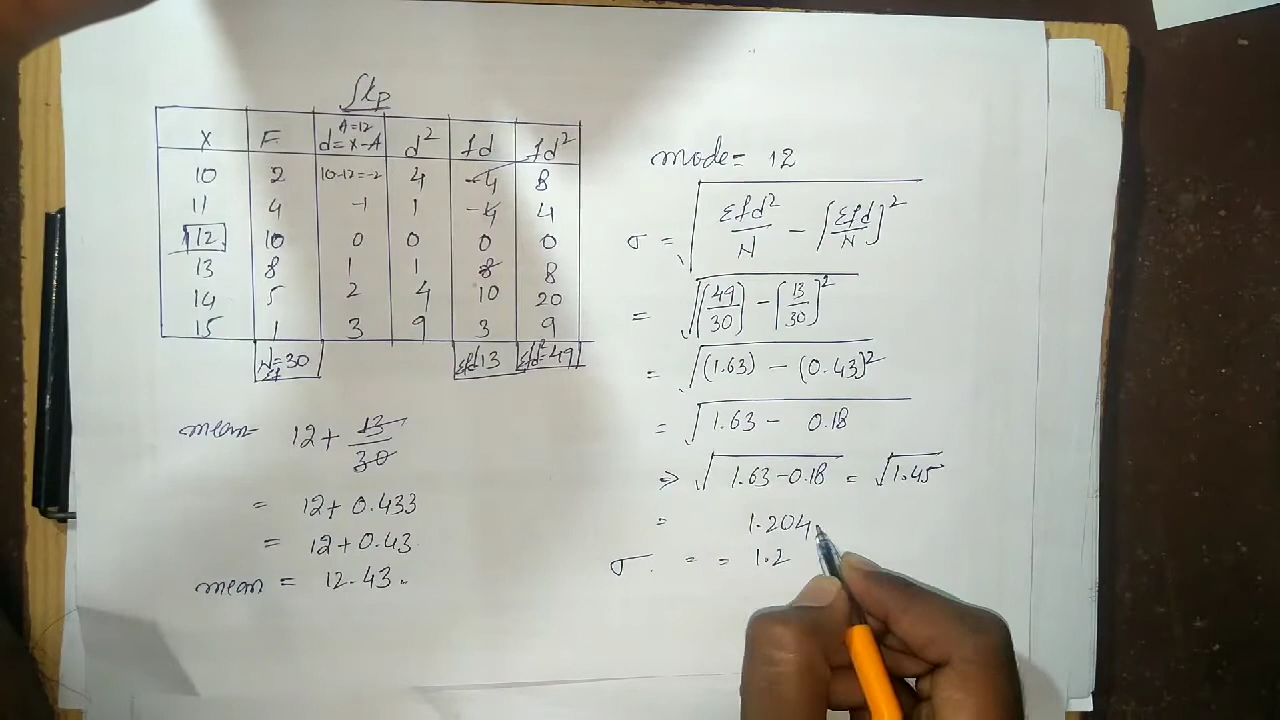 SKp
X F A=12 d=X-A d² fd fd²
10 2 10-12=-2 4 -4 8
11 4 -1 1 -4 4
12 10 0 0 0 0
13 8 1 1 8 8
14 5 2 4 10 20
15 1 3 9 3 9
N=30 Σfd=13 Σfd²=49
mean= 12+ 13/30
= 12+ 0.433
= 12+0.43.
mean = 12.43.
mode= 12
σ = √(Σfd²/N - [Σfd/N]²)
= √([49/30] - [13/30]²)
= √((1.63) - (0.43)²)
= √(1.63 - 0.18)
⇒ √(1.63-0.18) = √1.45
= 1.204
σ. = = 1.2